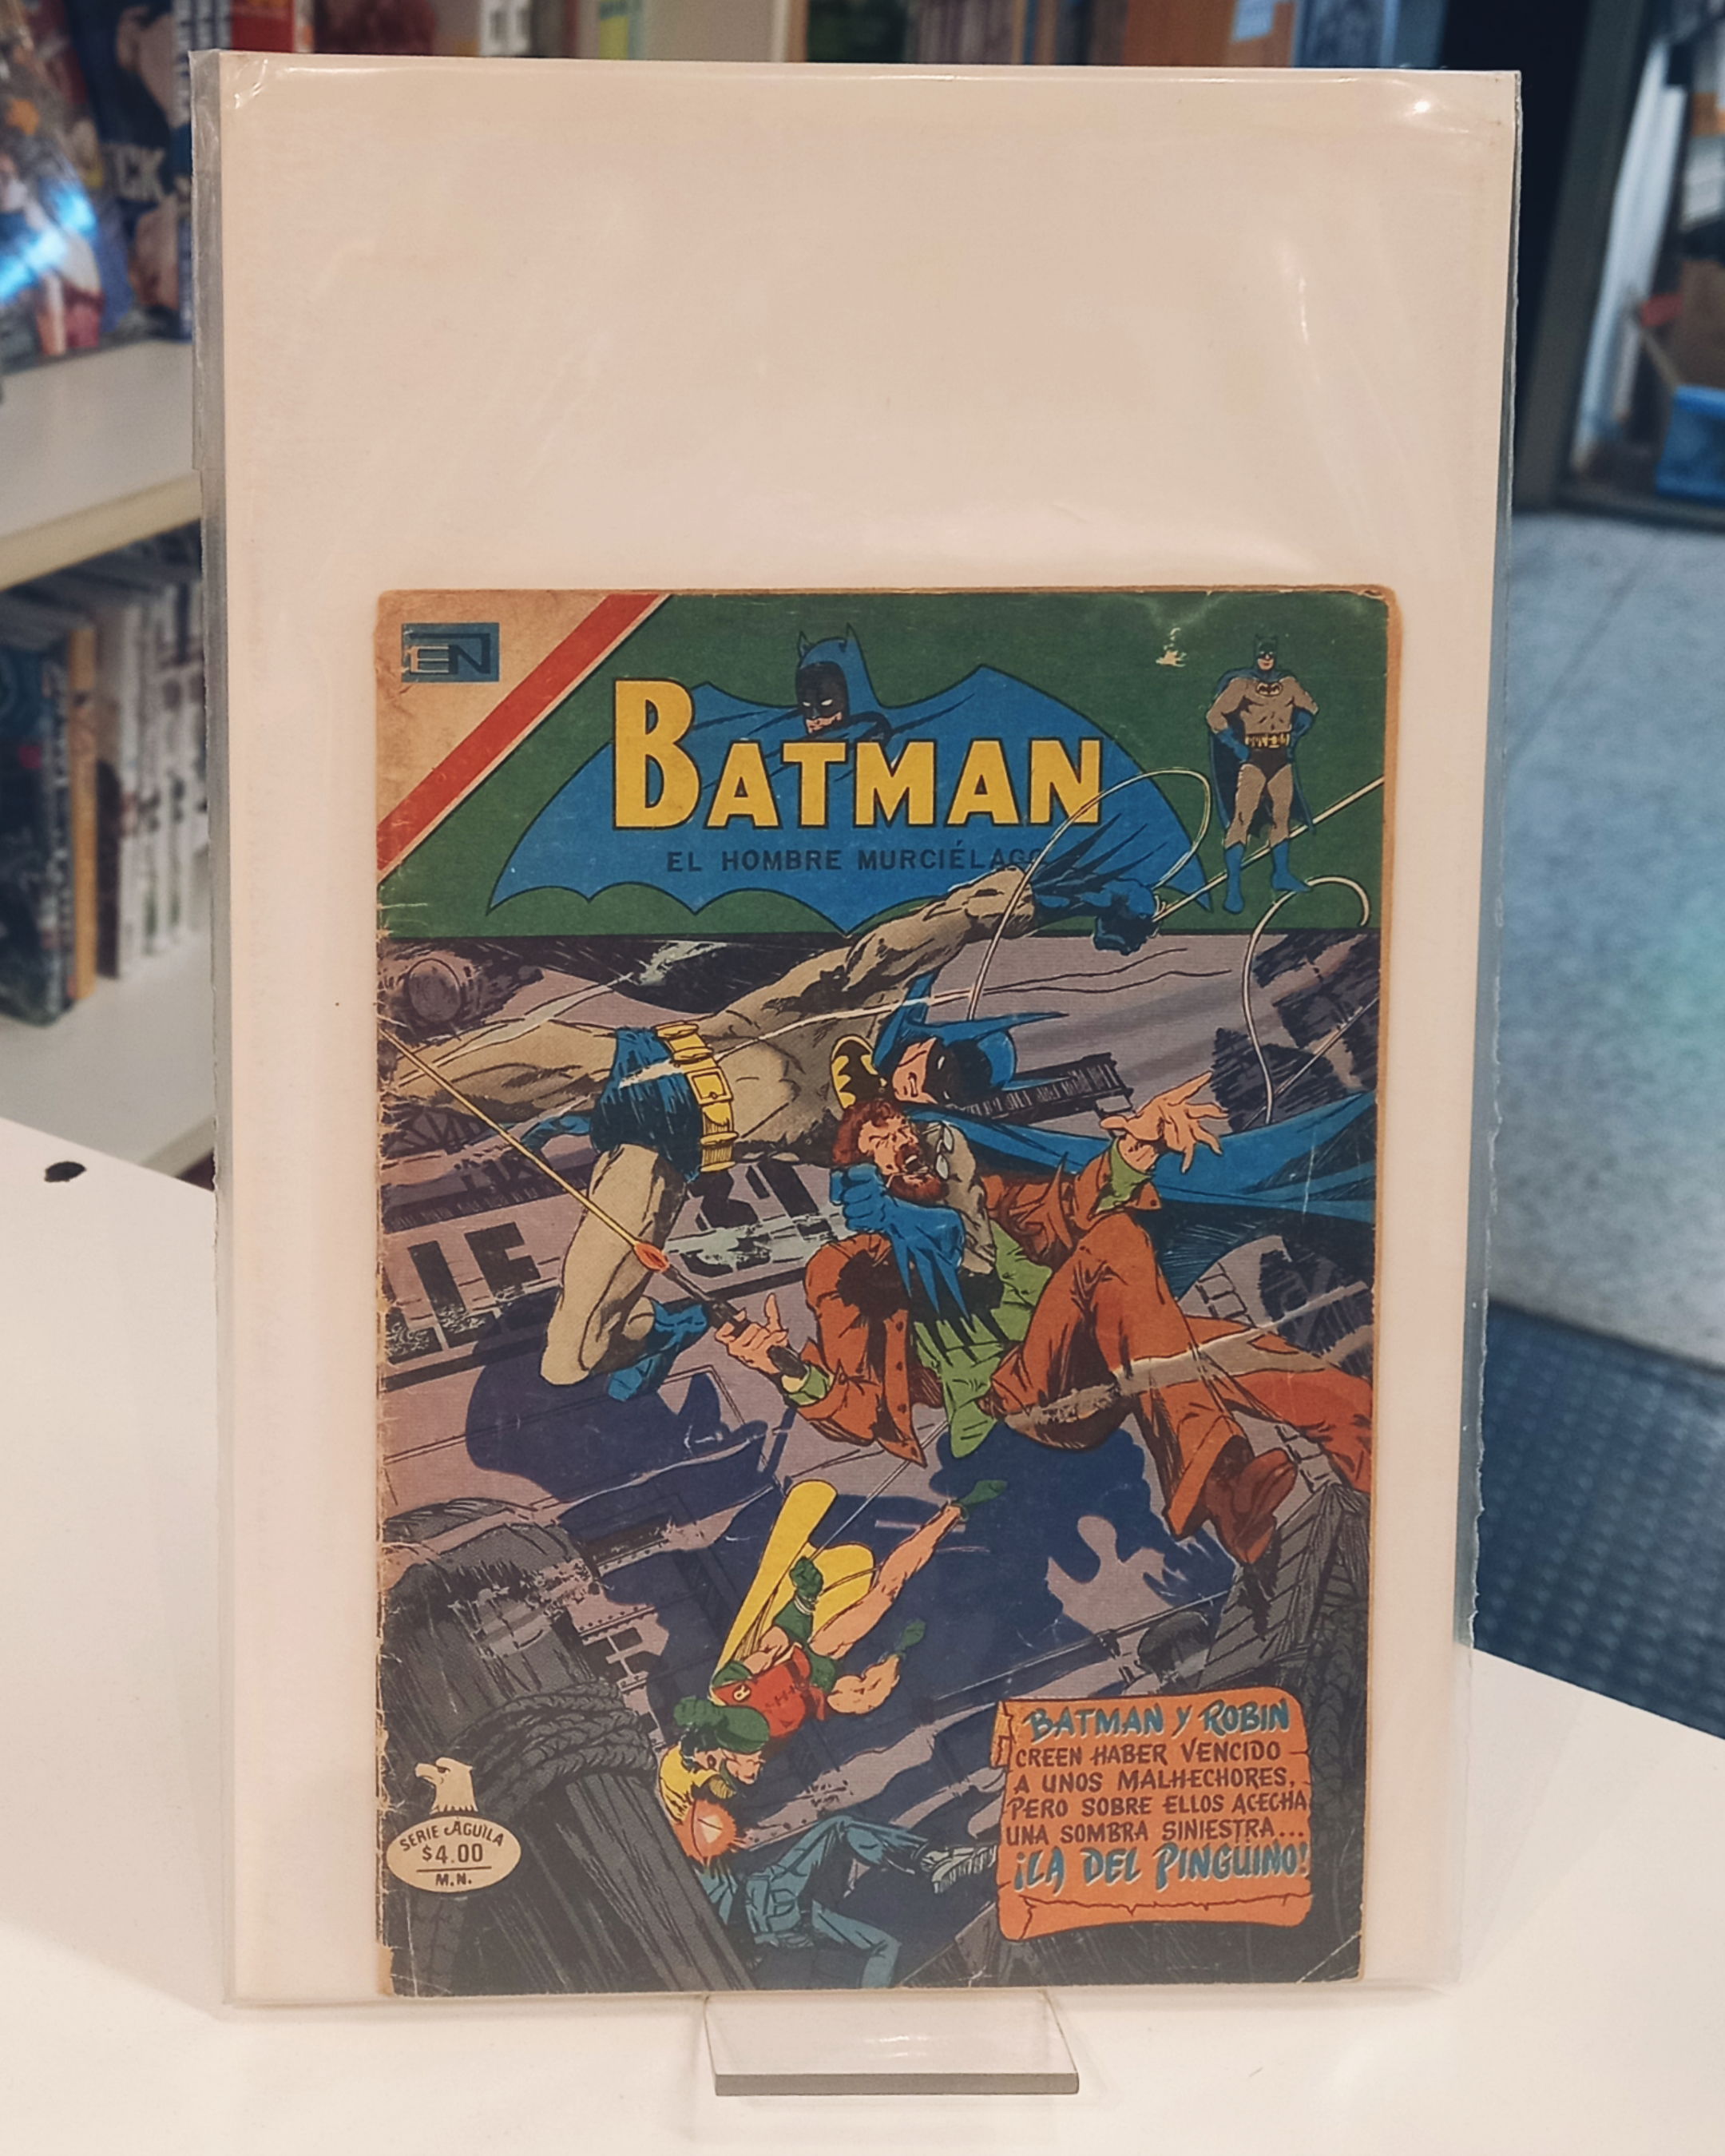 EN
BATMAN
EL HOMBRE MURCIÉLAGO
BATMAN Y ROBIN
CREEN HABER VENCIDO
A UNOS MALHECHORES,
PERO SOBRE ELLOS ACECHA
UNA SOMBRA SINIESTRA...
¡LA DEL PINGUINO!
SERIE AGUILA
$4.00
M.N.